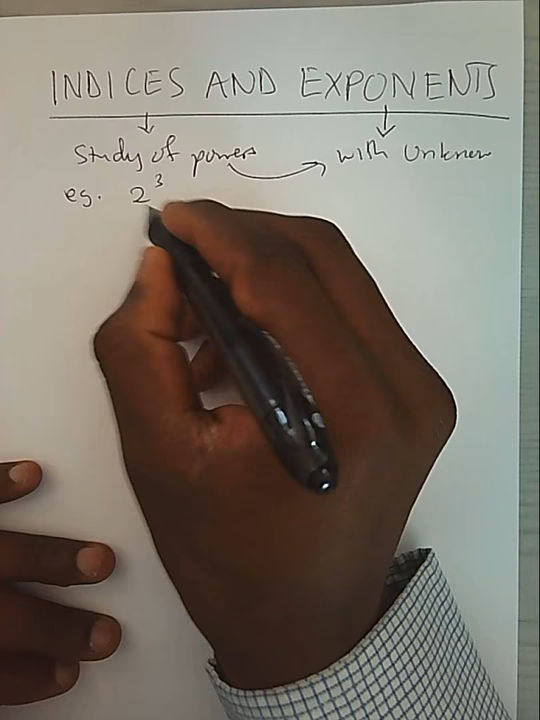 INDICES AND EXPONENTS
Study of powers with Unknown
eg. 2³